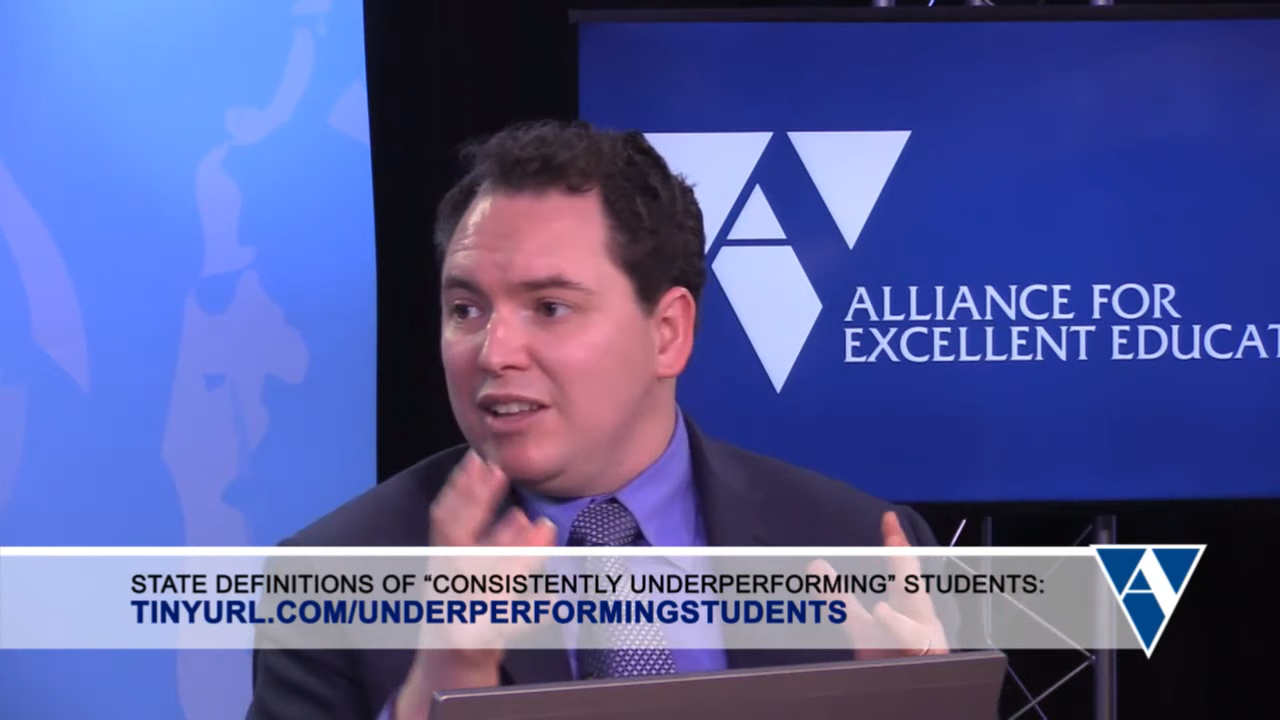 ALLIANCE FOR
EXCELLENT EDUCAT
STATE DEFINITIONS OF “CONSISTENTLY UNDERPERFORMING” STUDENTS:
TINYURL.COM/UNDERPERFORMINGSTUDENTS